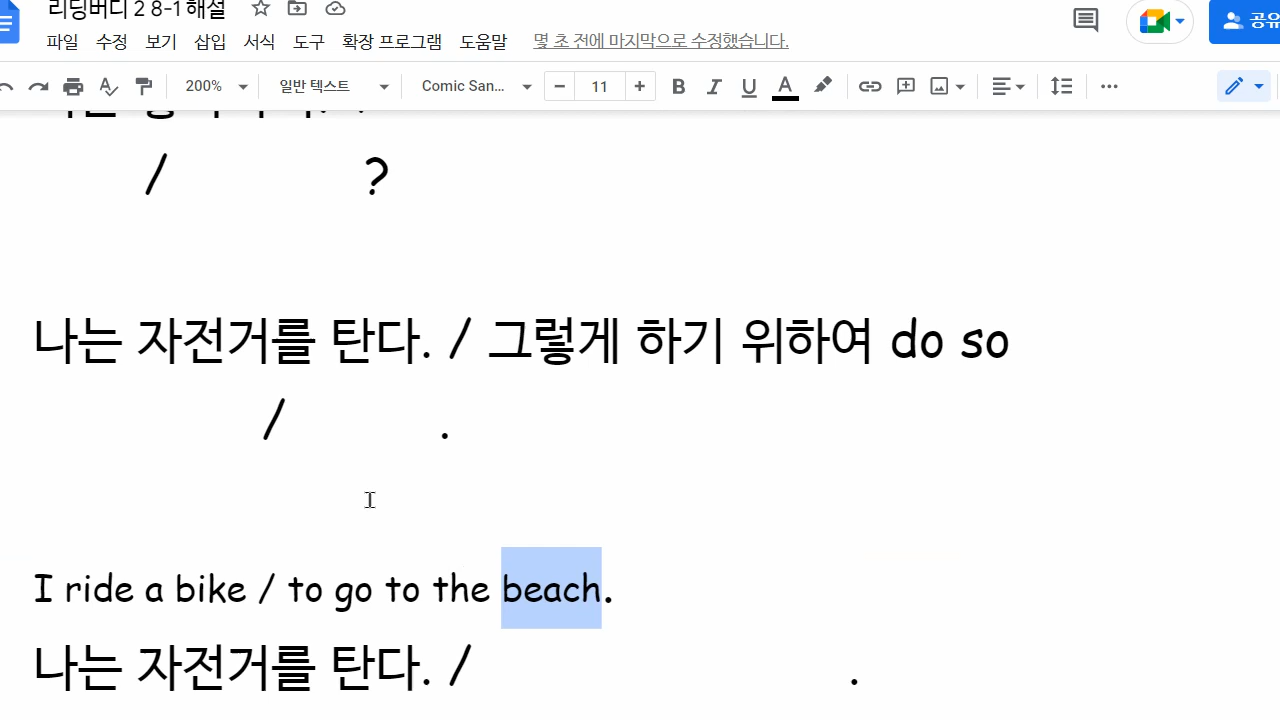 리딩버디 2 8-1 해설
파일 수정 보기 삽입 서식 도구 확장 프로그램 도움말 몇 초 전에 마지막으로 수정했습니다.
공유
200% 일반 텍스트 Comic San... − 11 + B I U A
/ ?
나는 자전거를 탄다. / 그렇게 하기 위하여 do so
/ .
I ride a bike / to go to the beach.
나는 자전거를 탄다. / .